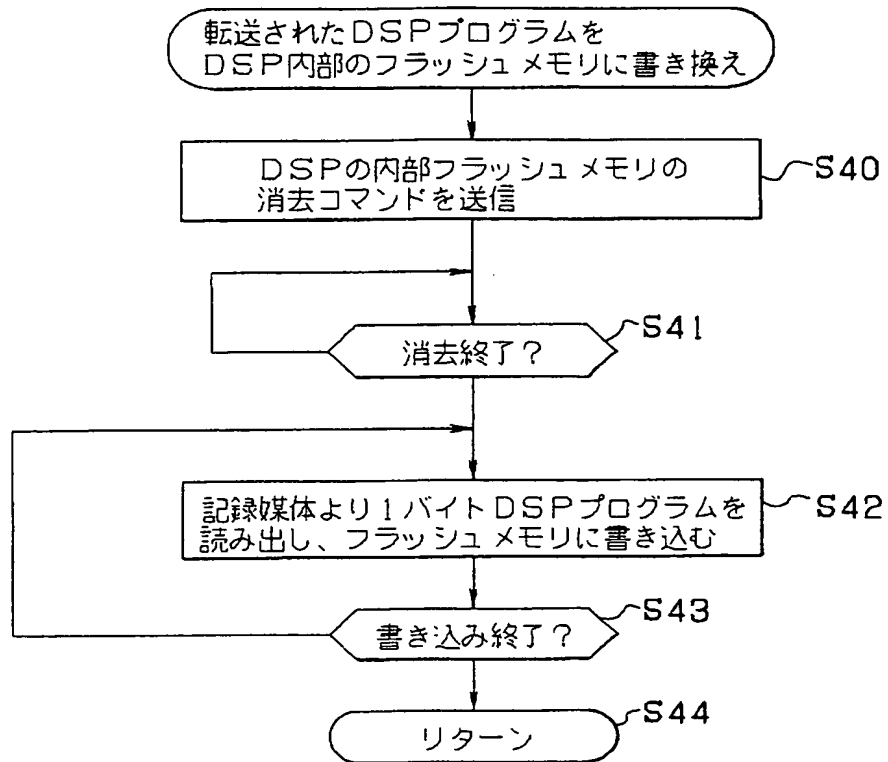 転送されたDSPプログラムを
DSP内部のフラッシュメモリに書き換え
DSPの内部フラッシュメモリの
消去コマンドを送信
S40
S41
消去終了?
記録媒体より1バイトDSPプログラムを
読み出し、フラッシュメモリに書き込む
S42
S43
書き込み終了?
S44
リターン